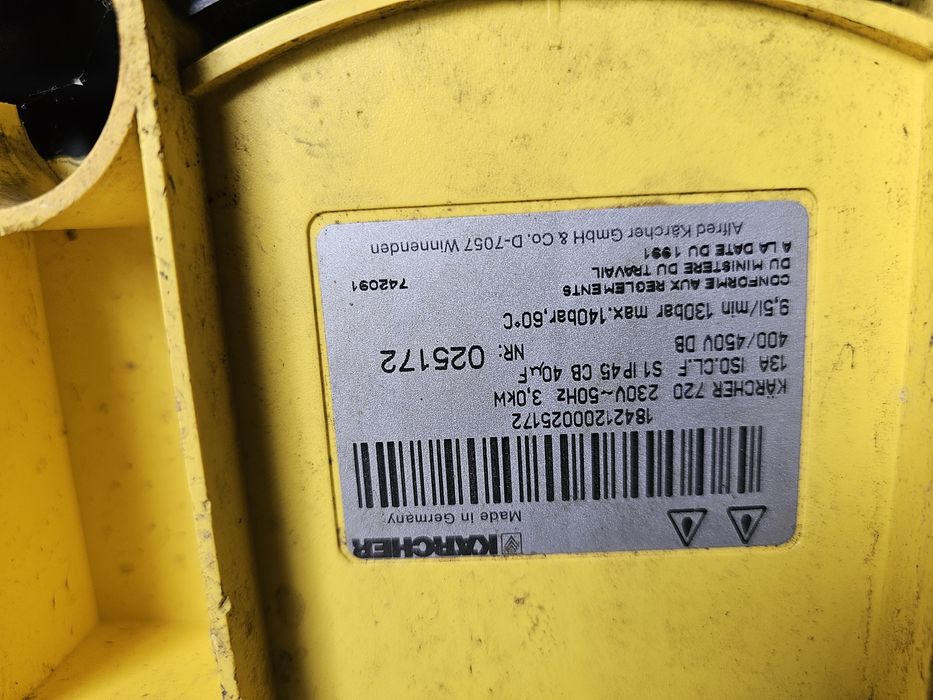 KÄRCHER
Made in Germany
18421200025172
KÄRCHER 720 230V~50HZ 3,0KW
13A ISO.CL.F S1 IP45 CB 40µF
400/450V DB NR: 025172
9,5l/min 130bar max.140bar,60°C
CONFORME AUX REGLEMENTS 742091
DU MINISTERE DU TRAVAIL
A LA DATE DU 1991
Alfred Kärcher GmbH & Co. D-7057 Winnenden